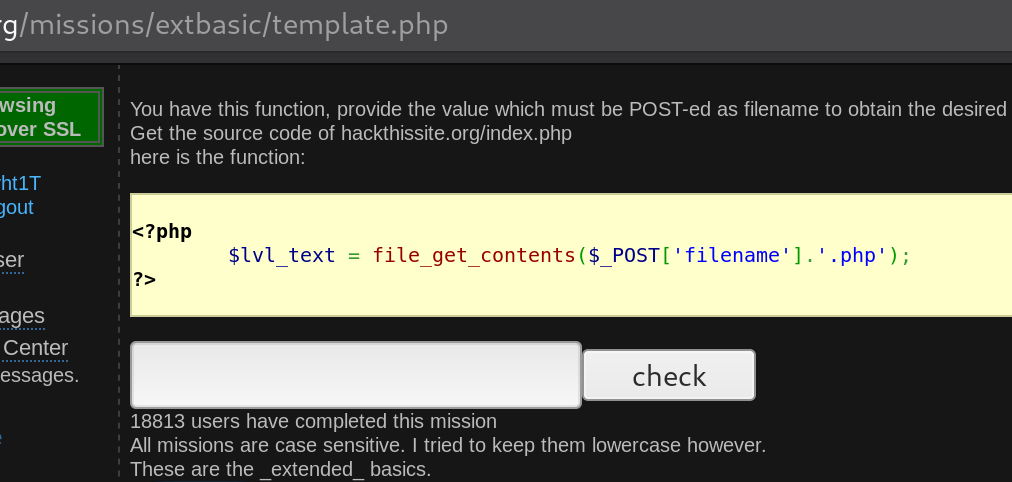 rg/missions/extbasic/template.php
wsing
over SSL
You have this function, provide the value which must be POST-ed as filename to obtain the desired
Get the source code of hackthissite.org/index.php
here is the function:
ht1T
gout
<?php
$lvl_text = file_get_contents($_POST['filename'].'.php');
?>
ser
ages
Center
essages.
check
18813 users have completed this mission
All missions are case sensitive. I tried to keep them lowercase however.
These are the _extended_ basics.